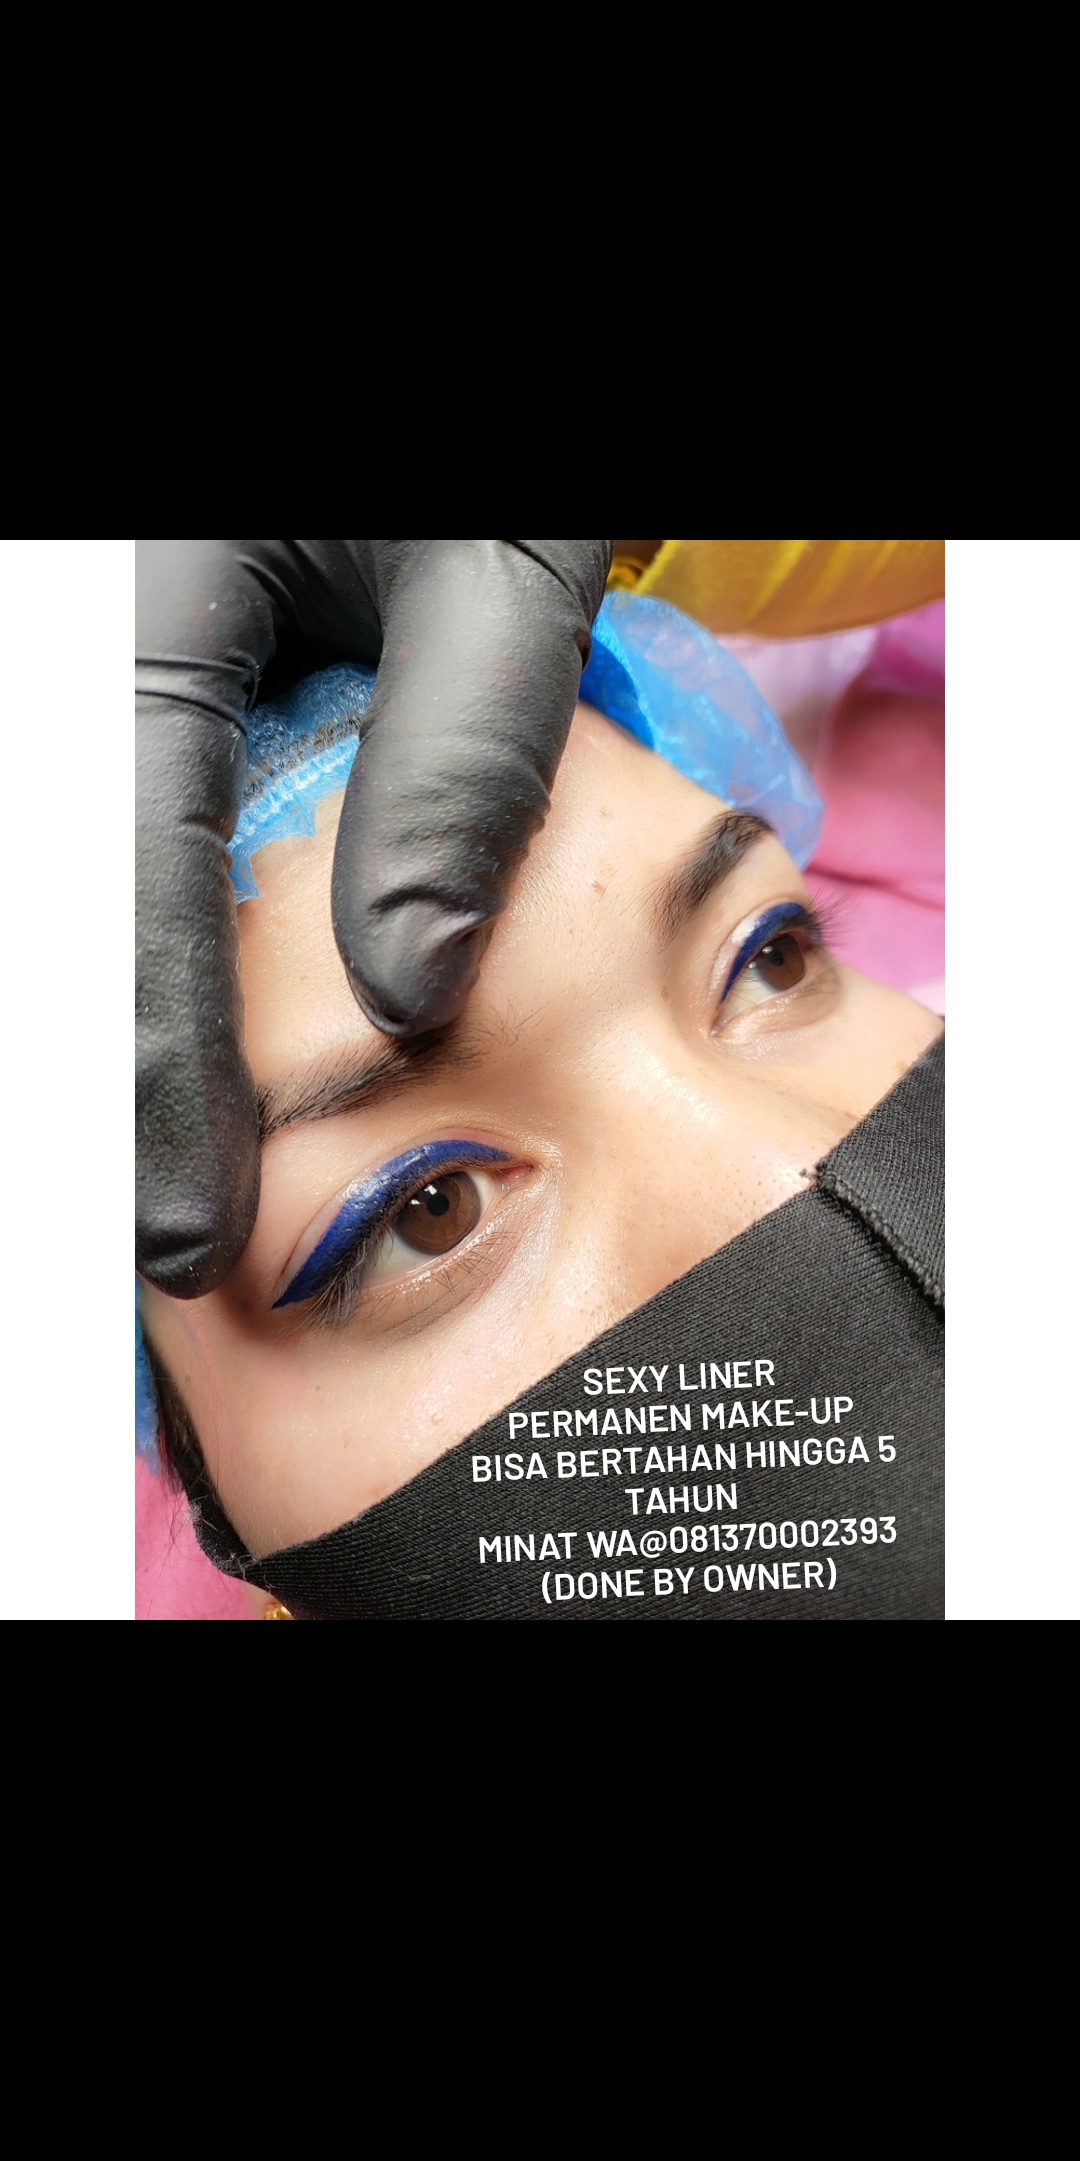 SEXY LINER
PERMANEN MAKE-UP
BISA BERTAHAN HINGGA 5
TAHUN
MINAT WA@081370002393
(DONE BY OWNER)